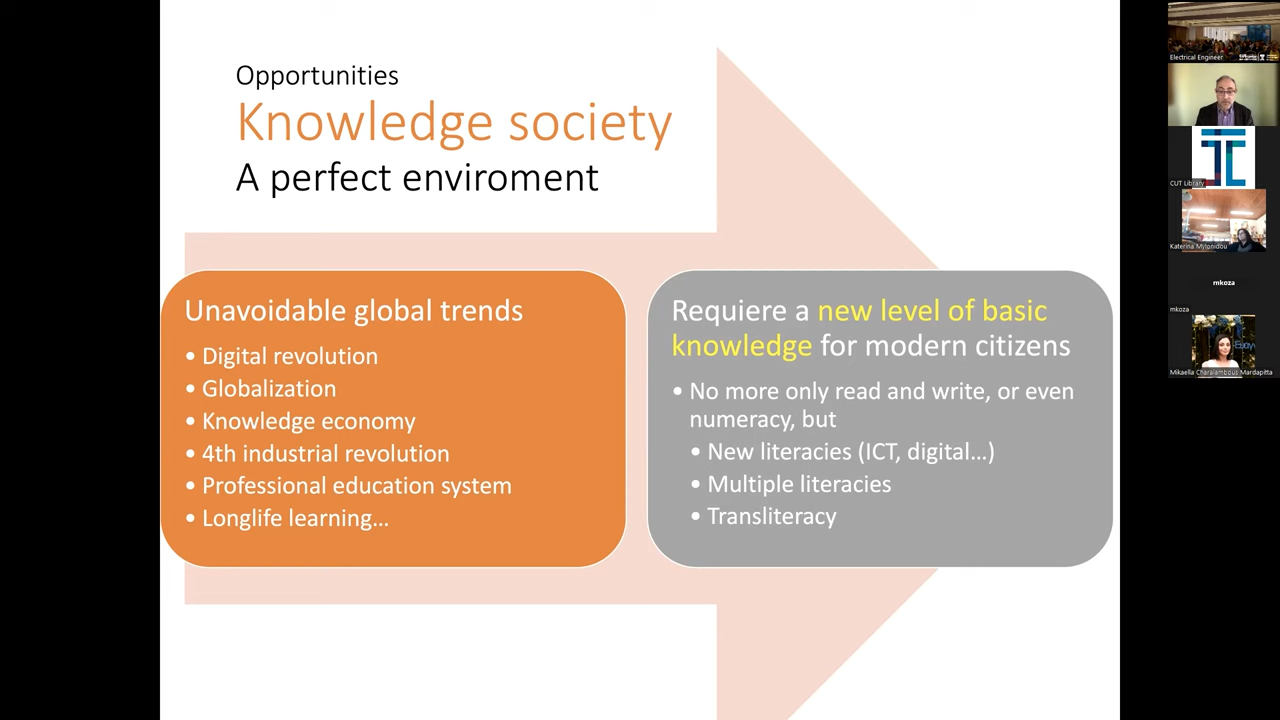 Opportunities
Knowledge society
A perfect enviroment
Unavoidable global trends
• Digital revolution
• Globalization
• Knowledge economy
• 4th industrial revolution
• Professional education system
• Longlife learning…
Requiere a new level of basic
knowledge for modern citizens
• No more only read and write, or even
numeracy, but
• New literacies (ICT, digital…)
• Multiple literacies
• Transliteracy
Electrical Engineer
CUT Library
Katerina Mylonidou
mkoza
mkoza
Mikaella Charalambous Mardapitta